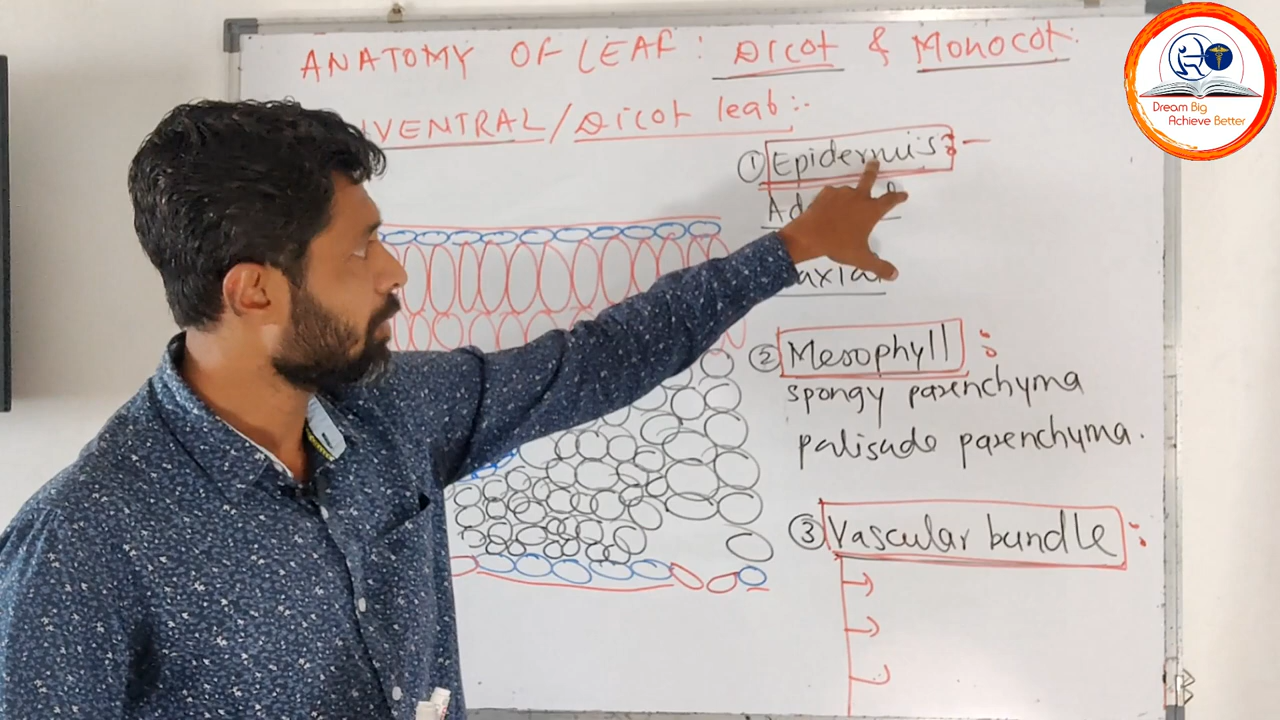 ANATOMY OF LEAF : Dicot & Monocot :
VENTRAL / Dicot leaf :-
① Epidermis : -
② Mesophyll :
spongy parenchyma
palisade parenchyma.
③ Vascular bundle :
Dream Big
Achieve Better